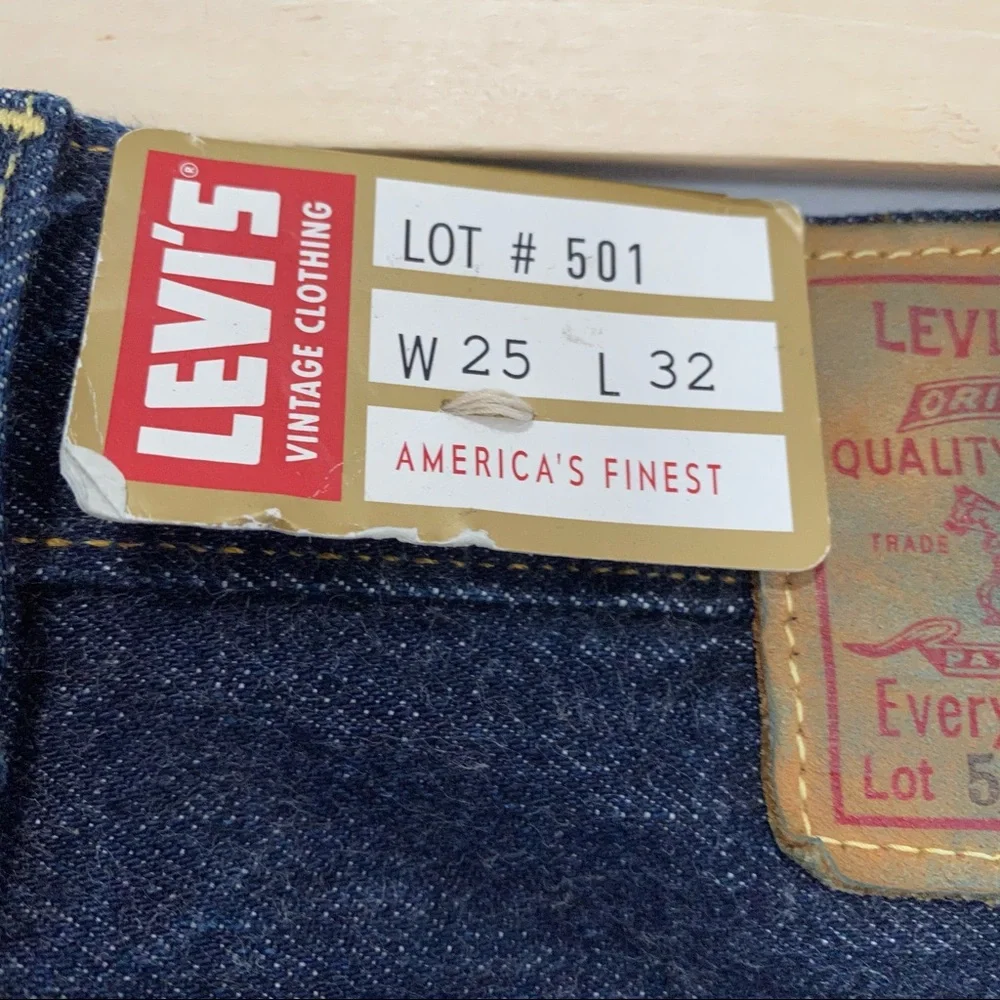 LEVI'S®
VINTAGE CLOTHING
LOT # 501
W 25 L 32
AMERICA'S FINEST
LEVI
QUALITY
TRADE
Every
Lot 5